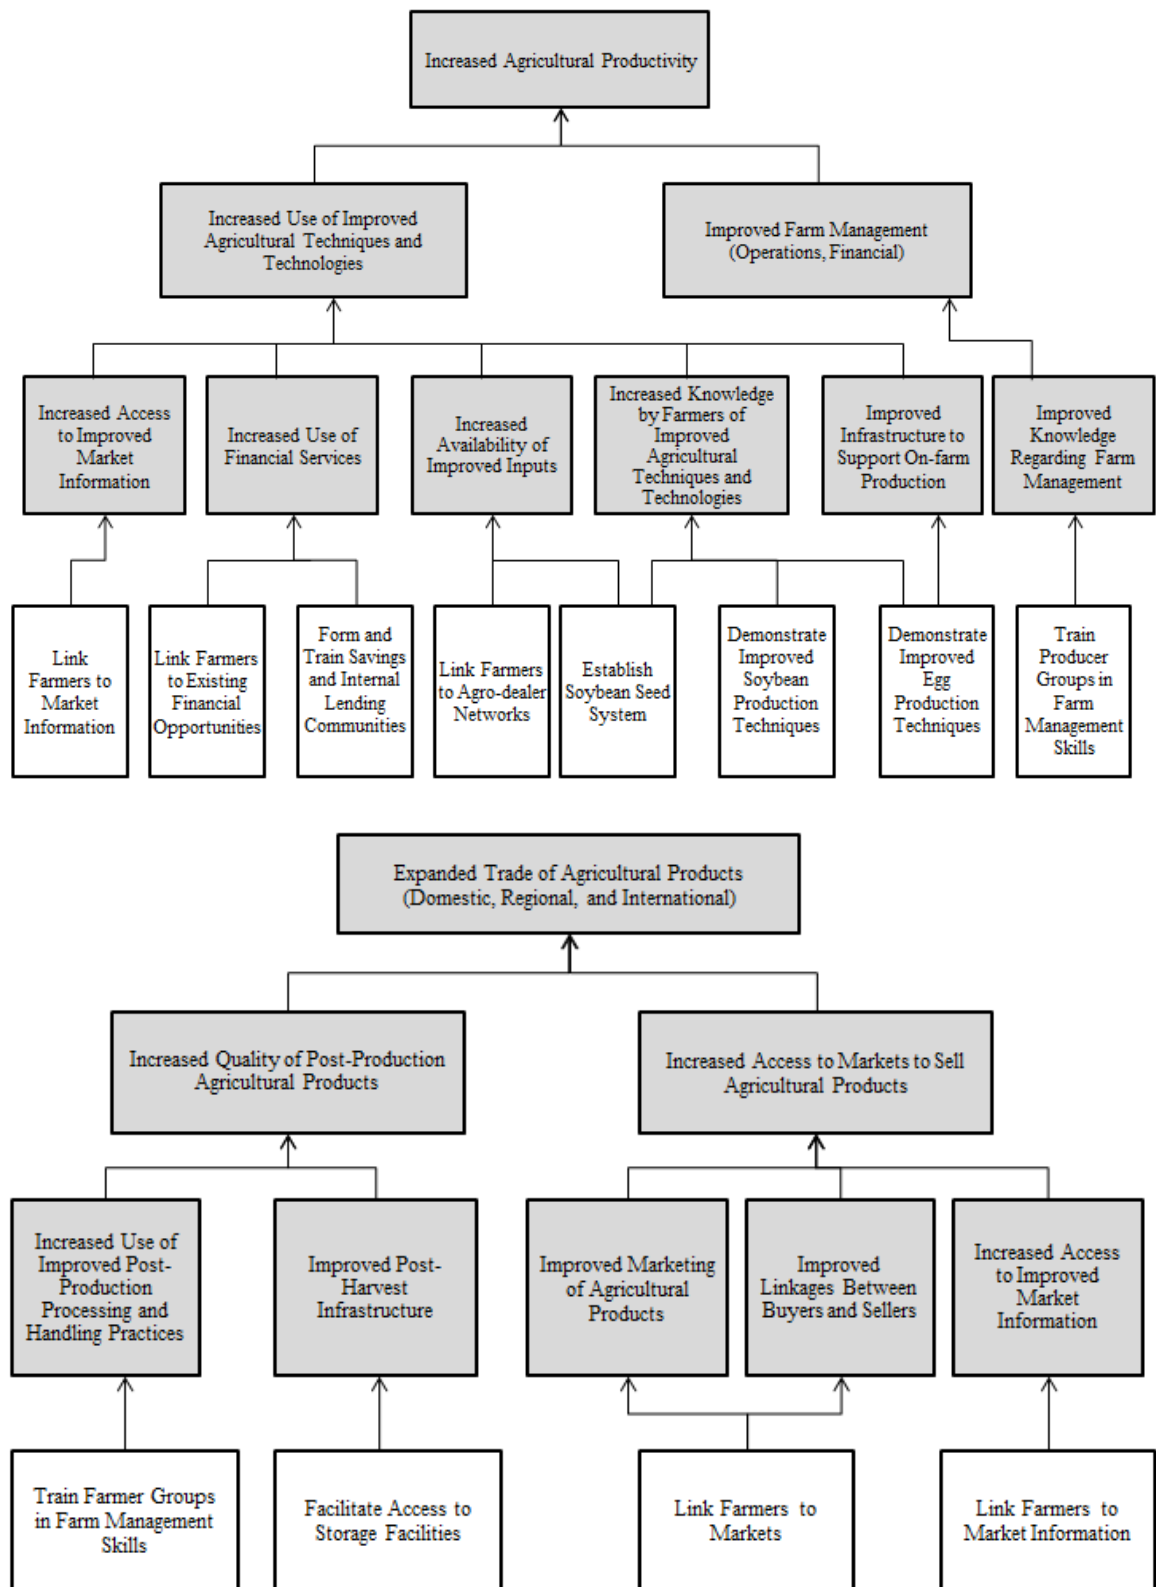 Increased Agricultural Productivity
Increased Use of Improved
Agricultural Techniques and
Technologies
Improved Farm Management
(Operations, Financial)
Increased Access
to Improved
Market
Information
Increased Use of
Financial Services
Increased
Availability of
Improved Inputs
Increased Knowledge
by Farmers of
Improved
Agricultural
Techniques and
Technologies
Improved
Infrastructure to
Support On-farm
Production
Improved
Knowledge
Regarding Farm
Management
Link
Farmers to
Market
Information
Link Farmers
to Existing
Financial
Opportunities
Form and
Train Savings
and Internal
Lending
Communities
Link Farmers
to Agro-dealer
Networks
Establish
Soybean Seed
System
Demonstrate
Improved
Soybean
Production
Techniques
Demonstrate
Improved
Egg
Production
Techniques
Train
Producer
Groups in
Farm
Management
Skills
Expanded Trade of Agricultural Products
(Domestic, Regional, and International)
Increased Quality of Post-Production
Agricultural Products
Increased Access to Markets to Sell
Agricultural Products
Increased Use of
Improved Post-
Production
Processing and
Handling Practices
Improved Post-
Harvest
Infrastructure
Improved Marketing
of Agricultural
Products
Improved
Linkages Between
Buyers and Sellers
Increased Access
to Improved
Market
Information
Train Farmer Groups
in Farm Management
Skills
Facilitate Access to
Storage Facilities
Link Farmers to
Markets
Link Farmers to
Market Information